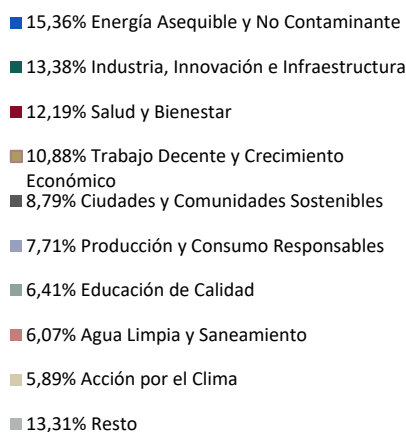 15,36% Energía Asequible y No Contaminante
13,38% Industria, Innovación e Infraestructura
12,19% Salud y Bienestar
10,88% Trabajo Decente y Crecimiento
Económico
8,79% Ciudades y Comunidades Sostenibles
7,71% Producción y Consumo Responsables
6,41% Educación de Calidad
6,07% Agua Limpia y Saneamiento
5,89% Acción por el Clima
13,31% Resto